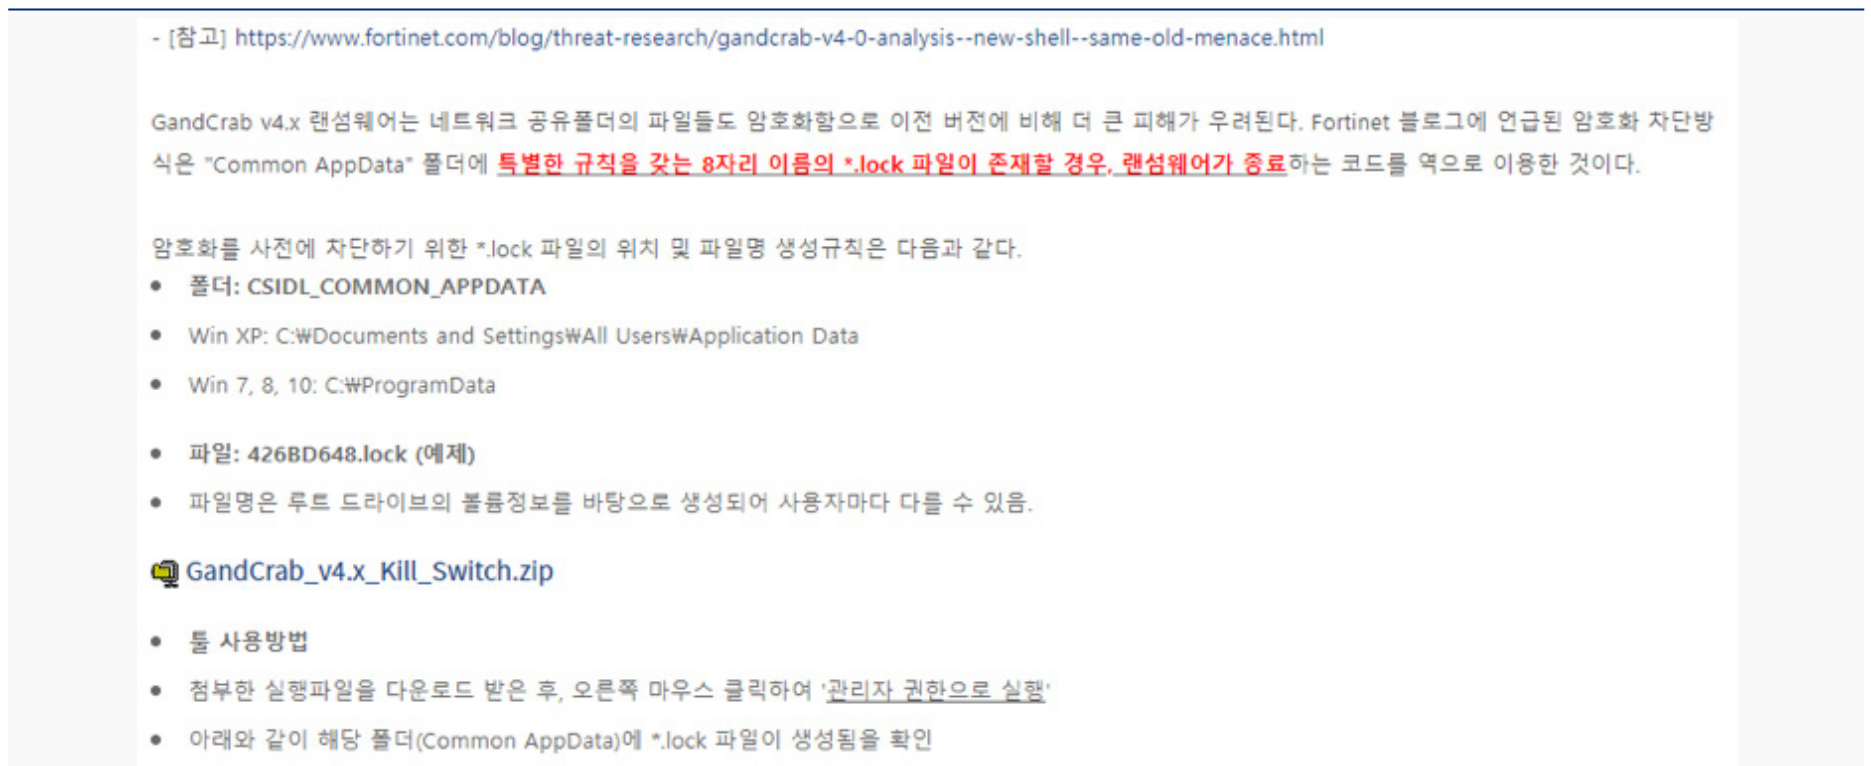 - [참고] https://www.fortinet.com/blog/threat-research/gandcrab-v4-0-analysis--new-shell--same-old-menace.html
GandCrab v4.x 랜섬웨어는 네트워크 공유폴더의 파일들도 암호화함으로 이전 버전에 비해 더 큰 피해가 우려된다. Fortinet 블로그에 언급된 암호화 차단방
식은 "Common AppData" 폴더에 특별한 규칙을 갖는 8자리 이름의 *.lock 파일이 존재할 경우, 랜섬웨어가 종료하는 코드를 역으로 이용한 것이다.
암호화를 사전에 차단하기 위한 *.lock 파일의 위치 및 파일명 생성규칙은 다음과 같다.
• 폴더: CSIDL_COMMON_APPDATA
• Win XP: C:₩Documents and Settings₩All Users₩Application Data
• Win 7, 8, 10: C:₩ProgramData
• 파일: 426BD648.lock (예제)
• 파일명은 루트 드라이브의 볼륨정보를 바탕으로 생성되어 사용자마다 다를 수 있음.
GandCrab_v4.x_Kill_Switch.zip
• 툴 사용방법
• 첨부한 실행파일을 다운로드 받은 후, 오른쪽 마우스 클릭하여 '관리자 권한으로 실행'
• 아래와 같이 해당 폴더(Common AppData)에 *.lock 파일이 생성됨을 확인